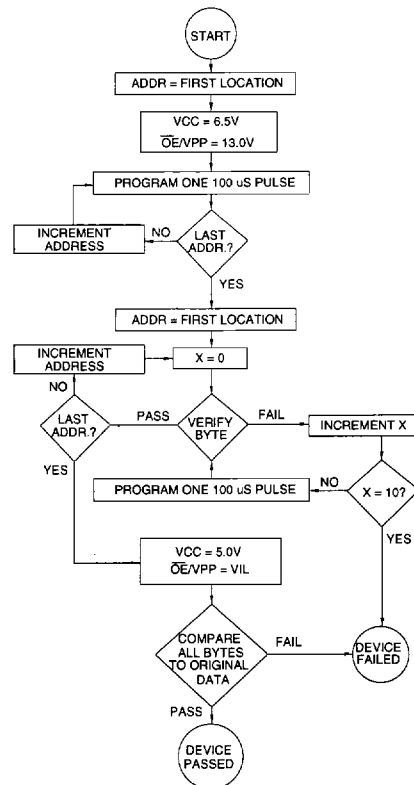 START
ADDR = FIRST LOCATION
VCC = 6.5V
OE/VPP = 13.0V
PROGRAM ONE 100 uS PULSE
INCREMENT
ADDRESS
NO
LAST
ADDR.?
YES
ADDR = FIRST LOCATION
INCREMENT
ADDRESS
X = 0
NO
LAST
ADDR.?
PASS
VERIFY
BYTE
FAIL
INCREMENT X
YES
PROGRAM ONE 100 uS PULSE
NO
X = 10?
YES
VCC = 5.0V
OE/VPP = VIL
COMPARE
ALL BYTES
TO ORIGINAL
DATA
FAIL
DEVICE
FAILED
PASS
DEVICE
PASSED